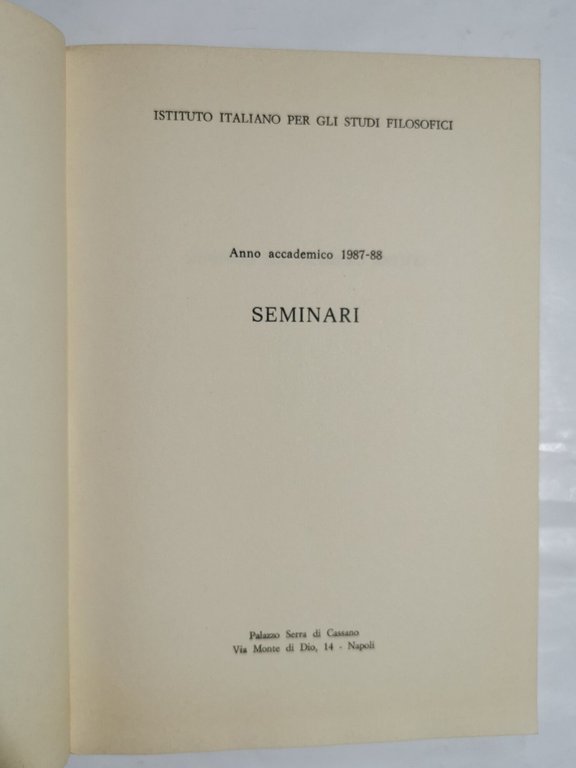 ISTITUTO ITALIANO PER GLI STUDI FILOSOFICI
Anno accademico 1987-88
SEMINARI
Palazzo Serra di Cassano
Via Monte di Dio, 14 - Napoli